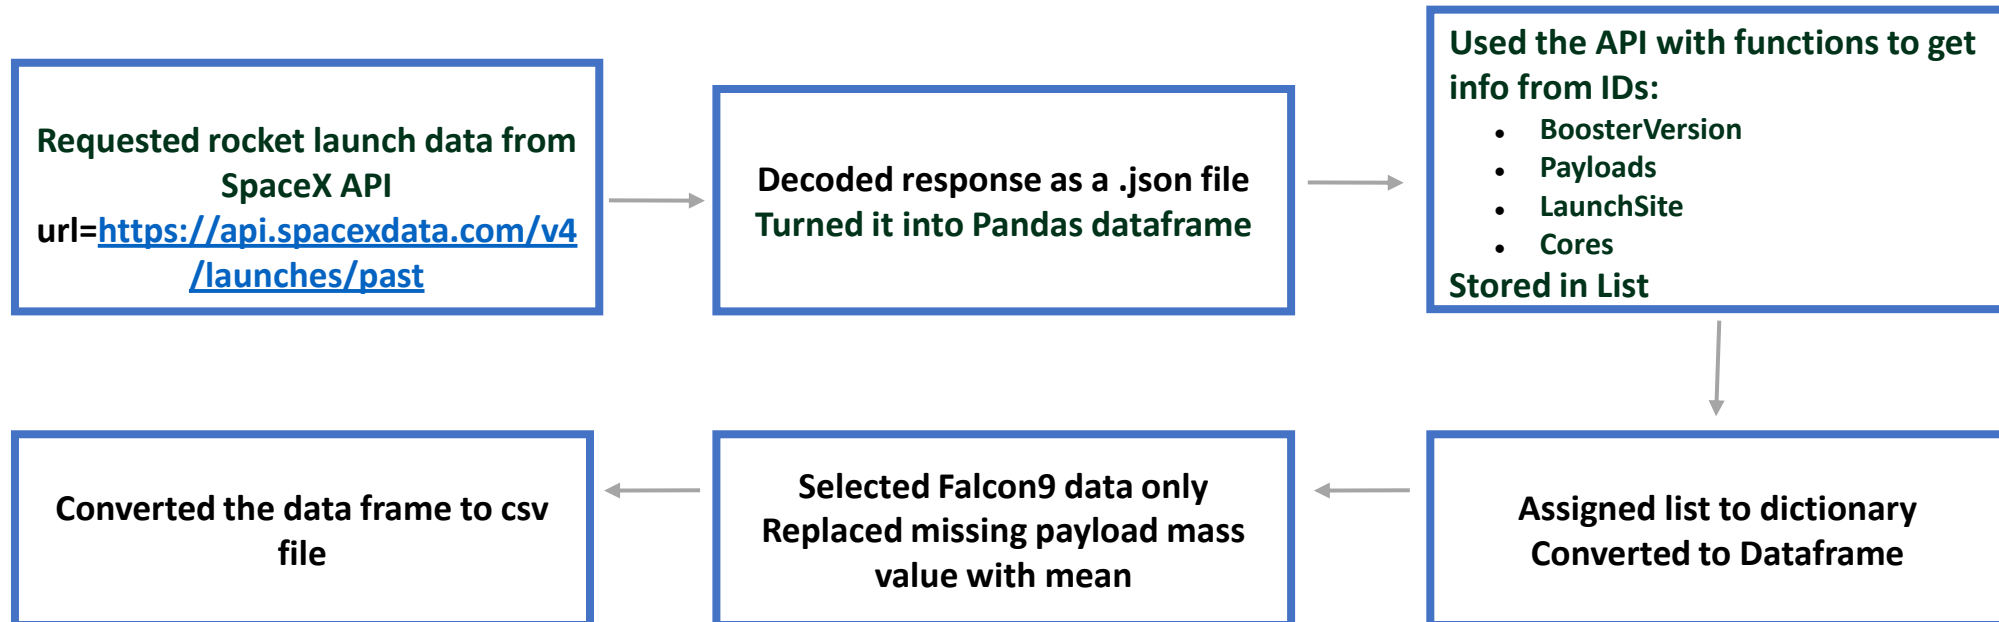 Requested rocket launch data from
SpaceX API
url=https://api.spacexdata.com/v4
/launches/past
Decoded response as a .json file
Turned it into Pandas dataframe
Used the API with functions to get
info from IDs:
• BoosterVersion
• Payloads
• LaunchSite
• Cores
Stored in List
Assigned list to dictionary
Converted to Dataframe
Selected Falcon9 data only
Replaced missing payload mass
value with mean
Converted the data frame to csv
file